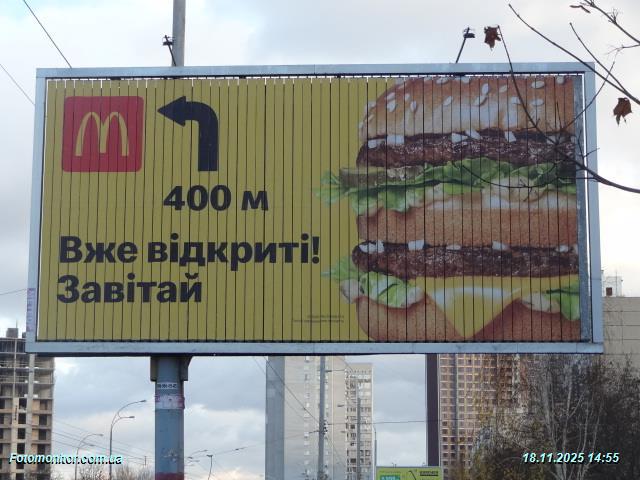 400 м
Вже відкриті!
Завітай
Fotomonitor.com.ua
18.11.2025 14:55